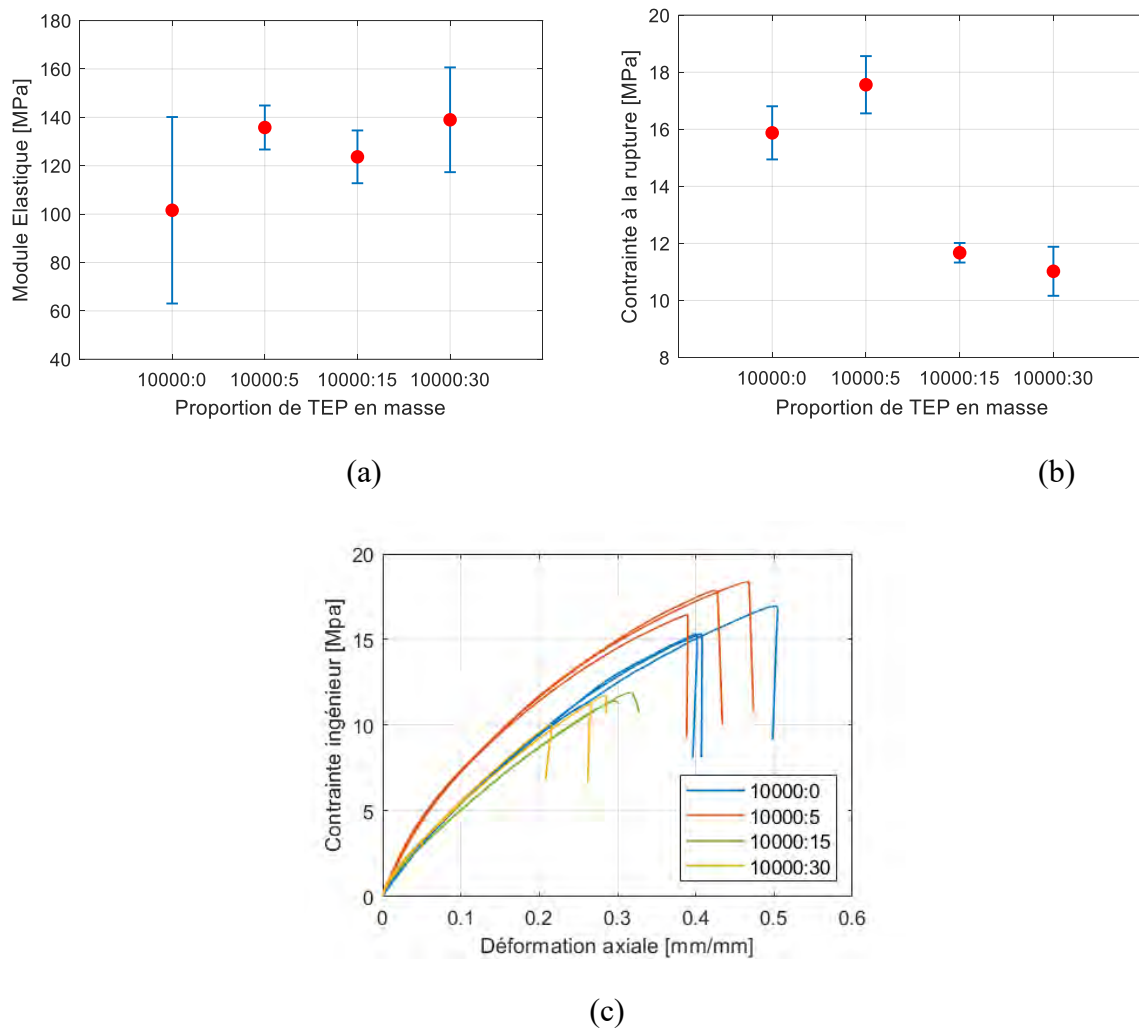 180
160
140
120
100
80
60
40
Module Elastique [MPa]
10000:0 10000:5 10000:15 10000:30
Proportion de TEP en masse
(a)
20
18
16
14
12
10
8
Contrainte à la rupture [MPa]
10000:0 10000:5 10000:15 10000:30
Proportion de TEP en masse
(b)
20
15
10
5
0
Contrainte ingénieur [Mpa]
0 0.1 0.2 0.3 0.4 0.5 0.6
Déformation axiale [mm/mm]
10000:0
10000:5
10000:15
10000:30
(c)